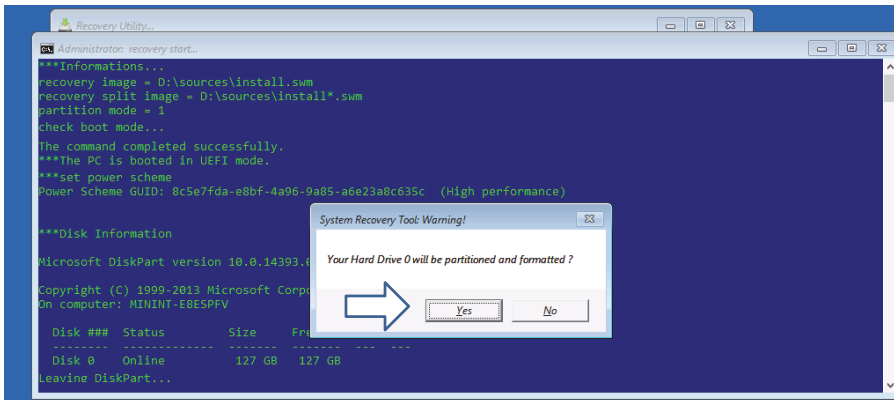 Recovery Utility...
Administrator: recovery start...
***Informations...
recovery image = D:\sources\install.swm
recovery split image = D:\sources\install*.swm
partition mode = 1
check boot mode...
The command completed successfully.
***The PC is booted in UEFI mode.
***set power scheme
Power Scheme GUID: 8c5e7fda-e8bf-4a96-9a85-a6e23a8c635c (High performance)
***Disk Information
Microsoft DiskPart version 10.0.14393.
Copyright (C) 1999-2013 Microsoft Corpo
On computer: MININT-E8ESPFV
Disk ### Status Size Fre
-------- ------------- ------- ------- --- ---
Disk 0 Online 127 GB 127 GB
Leaving DiskPart...
System Recovery Tool: Warning!
Your Hard Drive 0 will be partitioned and formatted ?
Yes No